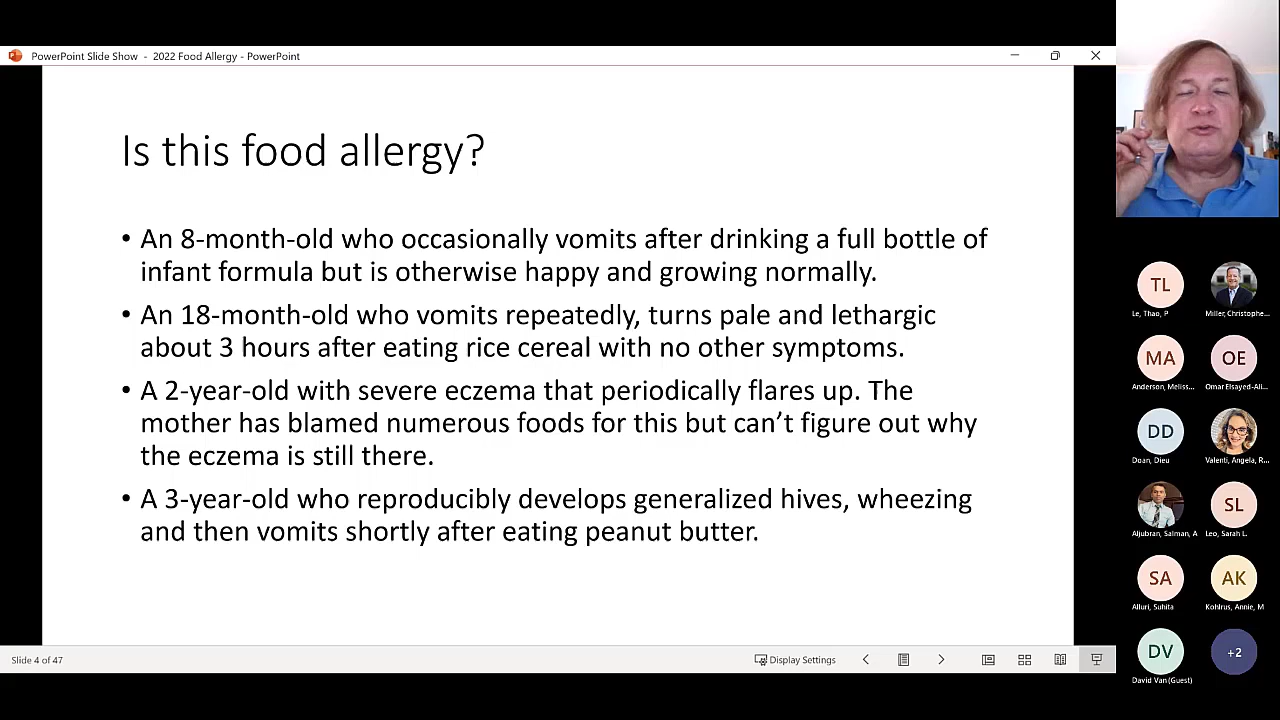 PowerPoint Slide Show - 2022 Food Allergy - PowerPoint
Is this food allergy?
• An 8-month-old who occasionally vomits after drinking a full bottle of
infant formula but is otherwise happy and growing normally.
• An 18-month-old who vomits repeatedly, turns pale and lethargic
about 3 hours after eating rice cereal with no other symptoms.
• A 2-year-old with severe eczema that periodically flares up. The
mother has blamed numerous foods for this but can’t figure out why
the eczema is still there.
• A 3-year-old who reproducibly develops generalized hives, wheezing
and then vomits shortly after eating peanut butter.
Slide 4 of 47
Display Settings
TL
Le, Thao, P
Miller, Christophe...
MA
Anderson, Meliss...
OE
Omar Elsayed-Ali...
DD
Doan, Dieu
Valenti, Angela, R...
Aljubran, Salman, A
SL
Leo, Sarah L.
SA
Alluri, Suhita
AK
Kohlrus, Annie, M
DV
David Van (Guest)
+2